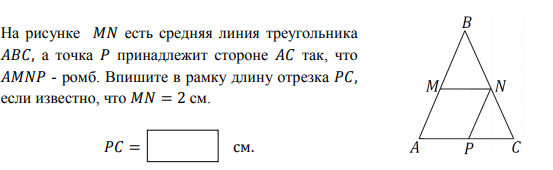 На рисунке MN есть средняя линия треугольника
ABC, а точка P принадлежит стороне AC так, что
AMNP - ромб. Впишите в рамку длину отрезка PC,
если известно, что MN = 2 см.
PC = см.
B
M N
A P C